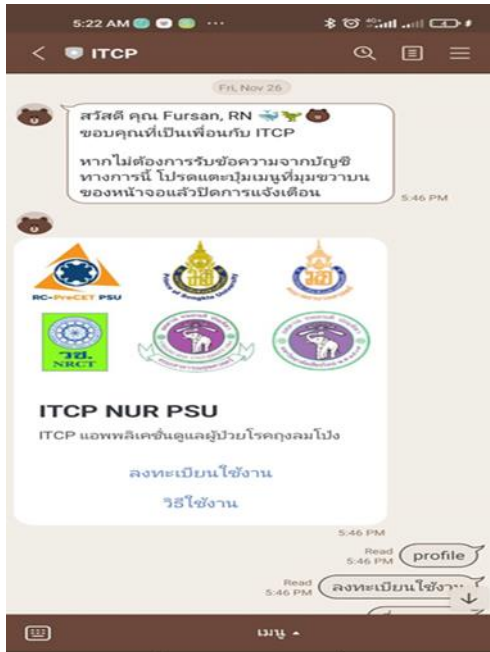 5:22 AM
ITCP
Fri, Nov 26
สวัสดี คุณ Fursan, RN
ขอบคุณที่เป็นเพื่อนกับ ITCP
หากไม่ต้องการรับข้อความจากบัญชี
ทางการนี้ โปรดแตะปุ่มเมนูที่มุมขวาบน
ของหน้าจอแล้วปิดการแจ้งเตือน
5:46 PM
RC-PreCET PSU
Prince of Songkla University
วช.
NRCT
ITCP NUR PSU
ITCP แอพพลิเคชั่นดูแลผู้ป่วยโรคถุงลมโป่ง
ลงทะเบียนใช้งาน
วิธีใช้งาน
5:46 PM
Read
5:46 PM
profile
Read
5:46 PM
ลงทะเบียนใช้งาน
เมนู